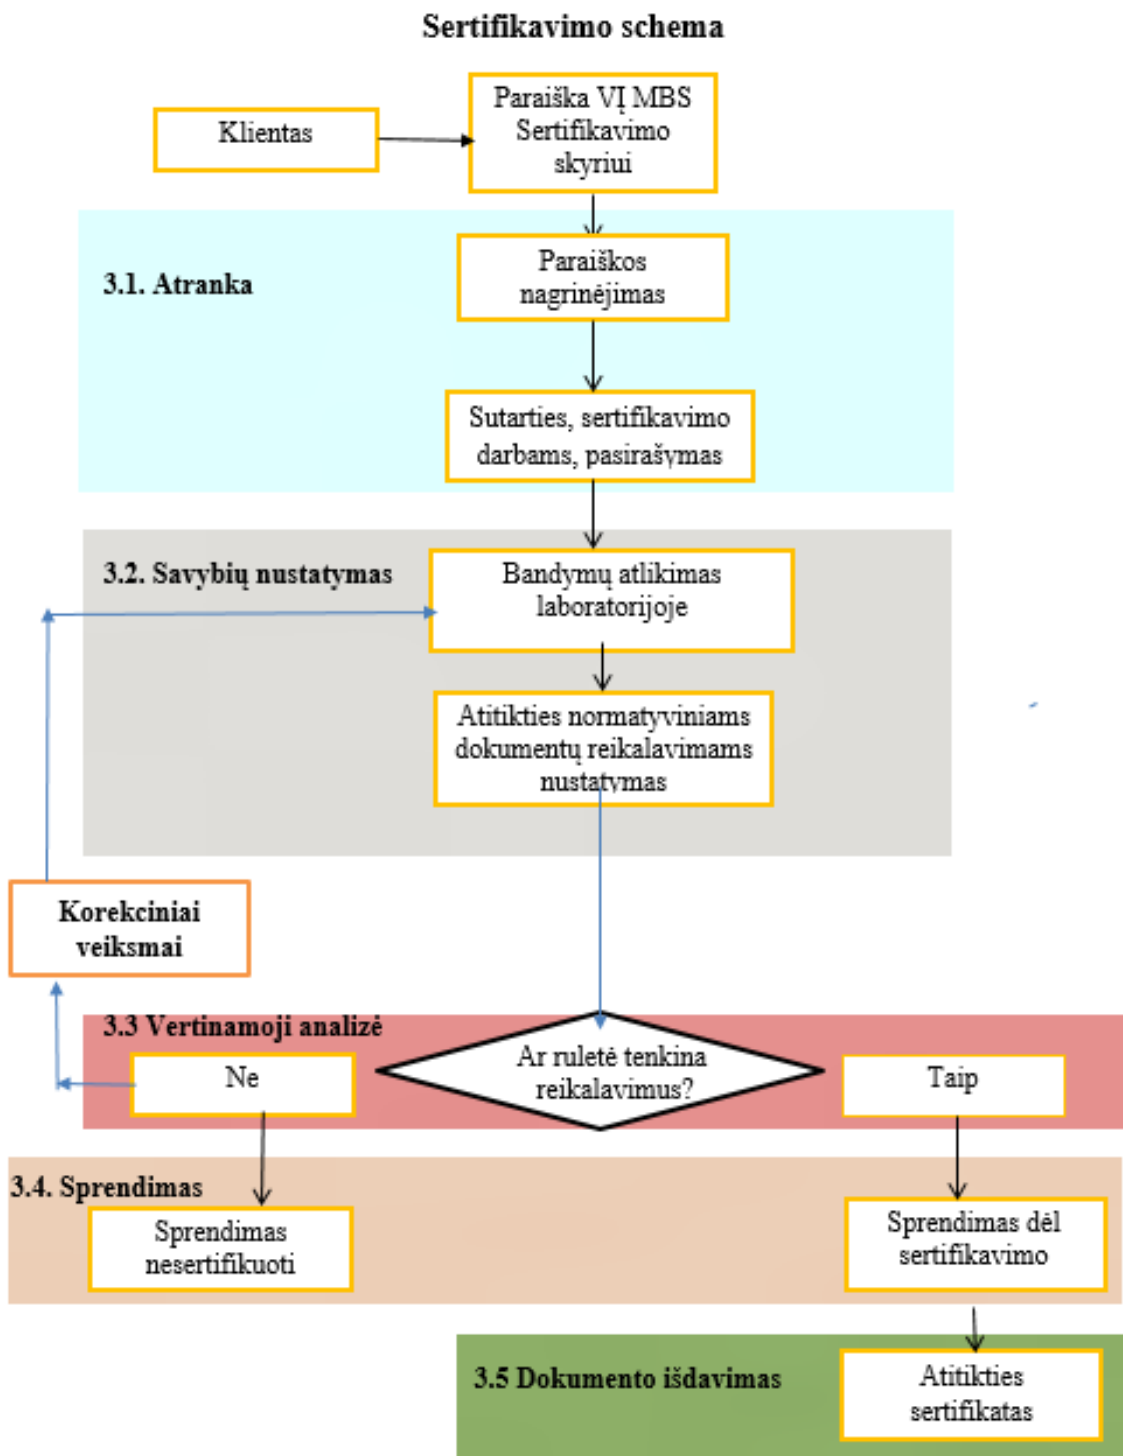 Sertifikavimo schema
Klientas
Paraiška VĮ MBS
Sertifikavimo
skyriui
3.1. Atranka
Paraiškos
nagrinėjimas
Sutarties, sertifikavimo
darbams, pasirašymas
3.2. Savybių nustatymas
Bandymų atlikimas
laboratorijoje
Atitikties normatyviniams
dokumentų reikalavimams
nustatymas
Korekciniai
veiksmai
3.3 Vertinamoji analizė
Ne
Ar ruletė tenkina
reikalavimus?
Taip
3.4. Sprendimas
Sprendimas
nesertifikuoti
Sprendimas dėl
sertifikavimo
3.5 Dokumento išdavimas
Atitikties
sertifikatas